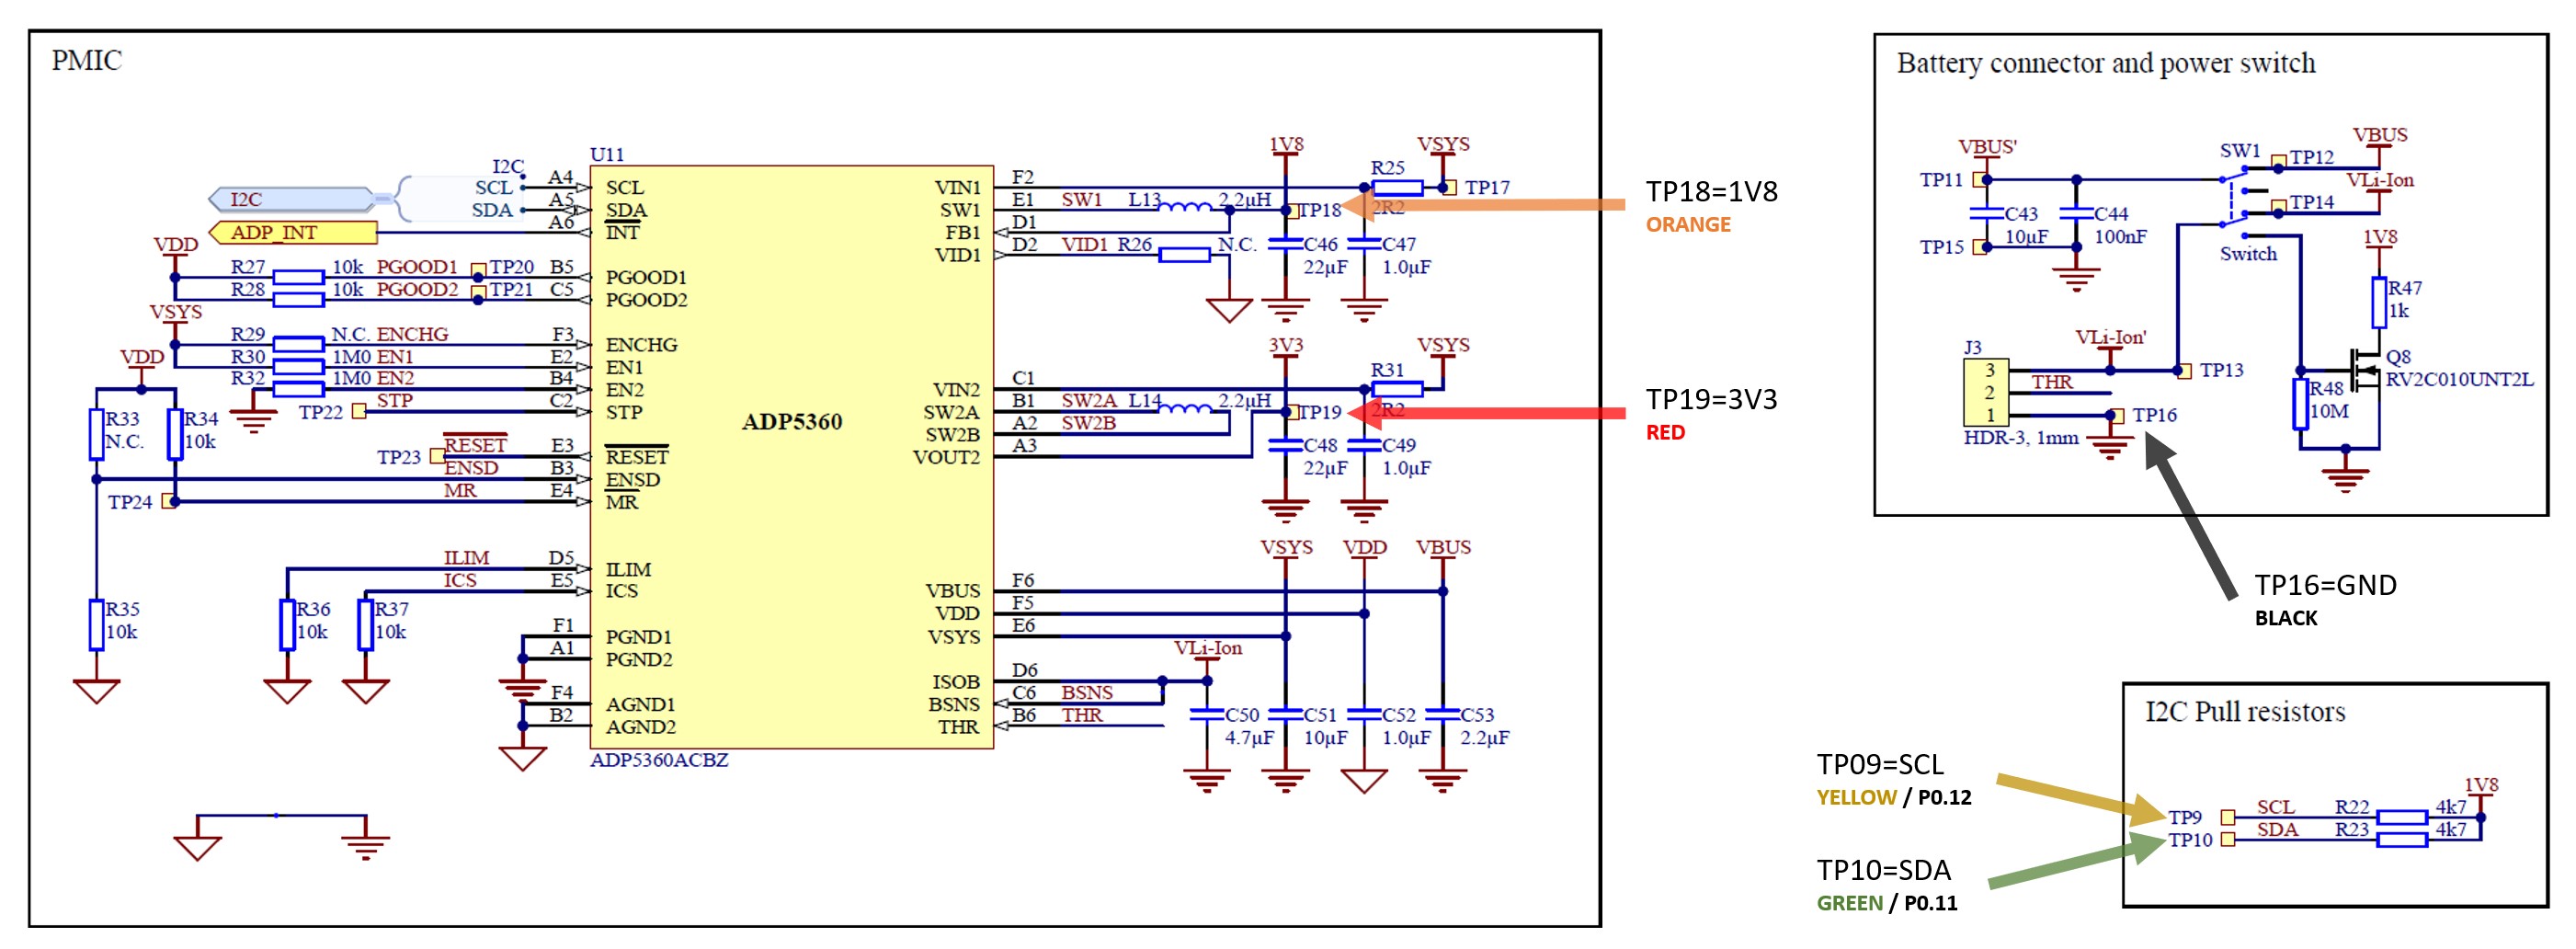 PMIC
U11
I2C
I2C
SCL
SDA
ADP_INT
A4
A5
A6
SCL
SDA
INT
VDD
R27 10k PGOOD1 TP20 B5 PGOOD1
R28 10k PGOOD2 TP21 C5 PGOOD2
VSYS
R29 N.C. ENCHG F3 ENCHG
R30 1M0 EN1 E2 EN1
R32 1M0 EN2 B4 EN2
VDD
TP22 STP C2 STP
R33
N.C.
R34
10k
TP23 RESET E3 RESET
ENSD B3 ENSD
TP24 MR E4 MR
ILIM D5 ILIM
ICS E5 ICS
R35
10k
R36
10k
R37
10k
F1 PGND1
A1 PGND2
F4 AGND1
B2 AGND2
ADP5360
ADP5360ACBZ
VIN1 F2
SW1 E1 SW1 L13 2.2µH
FB1 D1
VID1 D2 VID1 R26 N.C.
1V8
TP18
R25
2R2
VSYS
TP17
C46
22µF
C47
1.0µF
3V3
VIN2 C1
SW2A B1 SW2A L14 2.2µH
SW2B A2 SW2B
VOUT2 A3
TP19
R31
2R2
VSYS
C48
22µF
C49
1.0µF
VSYS VDD VBUS
VBUS F6
VDD F5
VSYS E6
VLi-Ion
ISOB D6
BSNS C6 BSNS
THR B6 THR
C50
4.7µF
C51
10µF
C52
1.0µF
C53
2.2µF
TP18=1V8
ORANGE
TP19=3V3
RED
Battery connector and power switch
VBUS'
TP11
TP15
C43
10µF
C44
100nF
SW1
Switch
TP12
VBUS
VLi-Ion
TP14
1V8
R47
1k
Q8
RV2C010UNT2L
R48
10M
J3
3
2
1
HDR-3, 1mm
VLi-Ion'
THR
TP13
TP16
TP16=GND
BLACK
I2C Pull resistors
TP09=SCL
YELLOW / P0.12
TP10=SDA
GREEN / P0.11
1V8
TP9 SCL R22 4k7
TP10 SDA R23 4k7